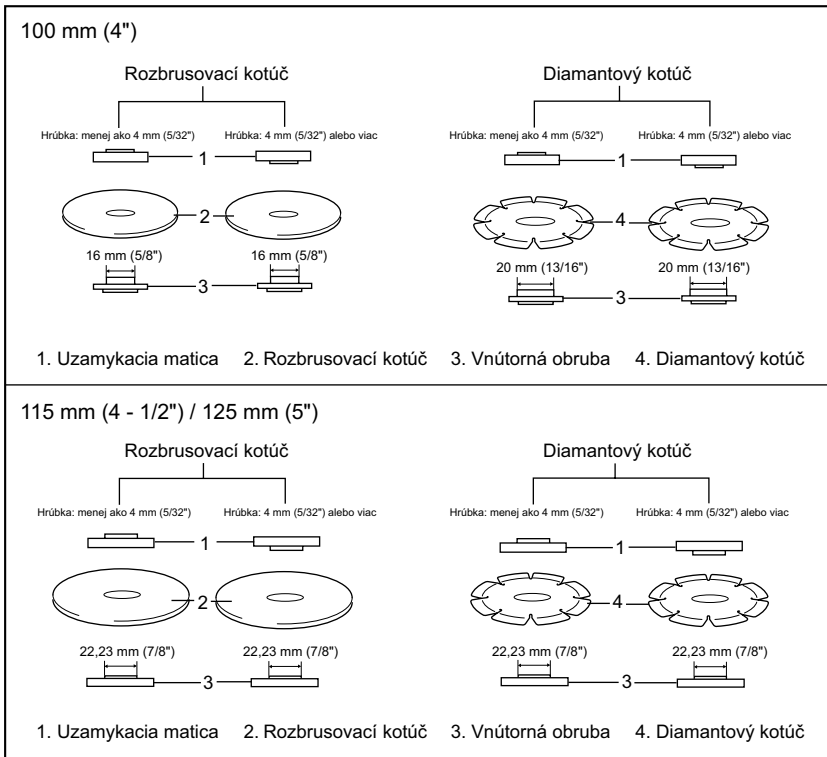 100 mm (4")
Rozbrusovací kotúč
Diamantový kotúč
Hrúbka: menej ako 4 mm (5/32")
Hrúbka: 4 mm (5/32") alebo viac
Hrúbka: menej ako 4 mm (5/32")
Hrúbka: 4 mm (5/32") alebo viac
1
1
2
4
16 mm (5/8")
16 mm (5/8")
20 mm (13/16")
20 mm (13/16")
3
3
1. Uzamykacia matica 2. Rozbrusovací kotúč 3. Vnútorná obruba 4. Diamantový kotúč
115 mm (4 - 1/2") / 125 mm (5")
Rozbrusovací kotúč
Diamantový kotúč
Hrúbka: menej ako 4 mm (5/32")
Hrúbka: 4 mm (5/32") alebo viac
Hrúbka: menej ako 4 mm (5/32")
Hrúbka: 4 mm (5/32") alebo viac
1
1
2
4
22,23 mm (7/8")
22,23 mm (7/8")
22,23 mm (7/8")
22,23 mm (7/8")
3
3
1. Uzamykacia matica 2. Rozbrusovací kotúč 3. Vnútorná obruba 4. Diamantový kotúč